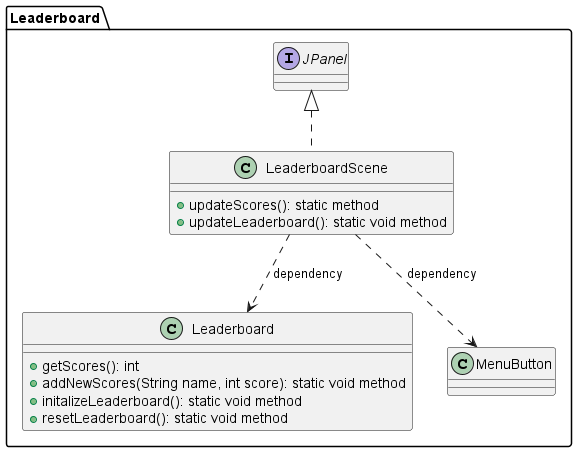 Leaderboard
I JPanel
C LeaderboardScene
updateScores(): static method
updateLeaderboard(): static void method
dependency
dependency
C Leaderboard
getScores(): int
addNewScores(String name, int score): static void method
initalizeLeaderboard(): static void method
resetLeaderboard(): static void method
C MenuButton